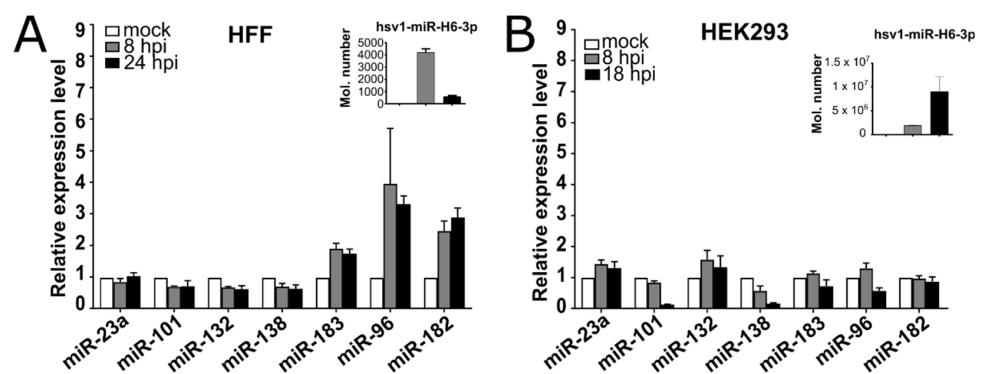 A
HFF
Relative expression level
9
8
7
6
5
4
3
2
1
0
mock
8 hpi
24 hpi
hsv1-miR-H6-3p
Mol. number
5000
4000
3000
2000
1000
0
miR-23a
miR-101
miR-132
miR-138
miR-183
miR-96
miR-182
B
HEK293
Relative expression level
9
8
7
6
5
4
3
2
1
0
mock
8 hpi
18 hpi
hsv1-miR-H6-3p
Mol. number
1.5 x 10⁷
1 x 10⁷
5 x 10⁶
0
miR-23a
miR-101
miR-132
miR-138
miR-183
miR-96
miR-182